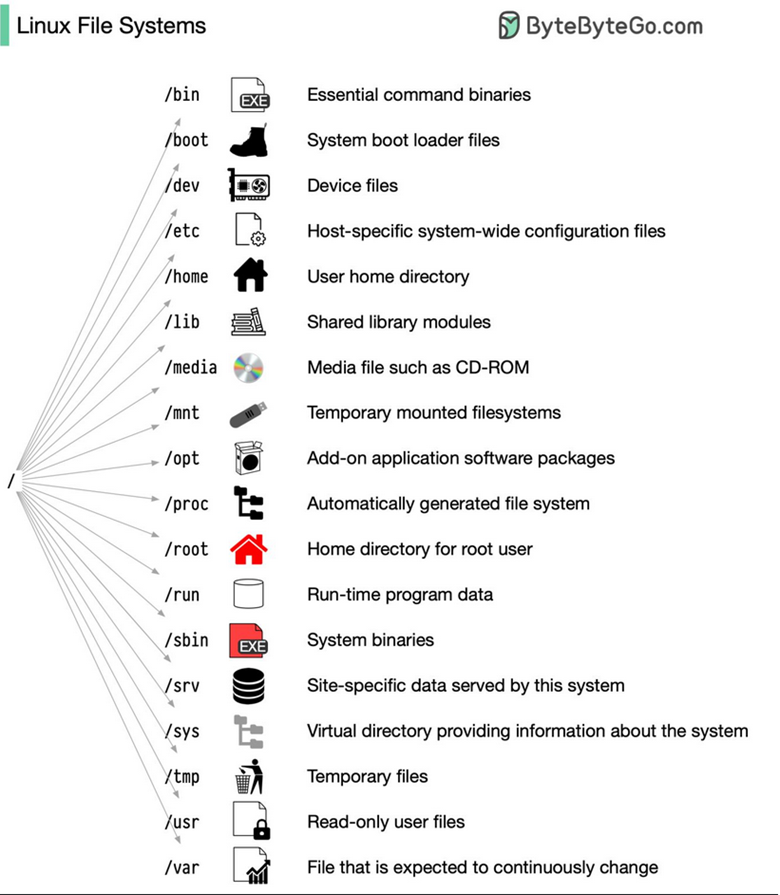 Linux File Systems
ByteByteGo.com
/bin EXE Essential command binaries
/boot System boot loader files
/dev Device files
/etc Host-specific system-wide configuration files
/home User home directory
/lib Shared library modules
/media Media file such as CD-ROM
/mnt Temporary mounted filesystems
/opt Add-on application software packages
/
/proc Automatically generated file system
/root Home directory for root user
/run Run-time program data
/sbin EXE System binaries
/srv Site-specific data served by this system
/sys Virtual directory providing information about the system
/tmp Temporary files
/usr Read-only user files
/var File that is expected to continuously change